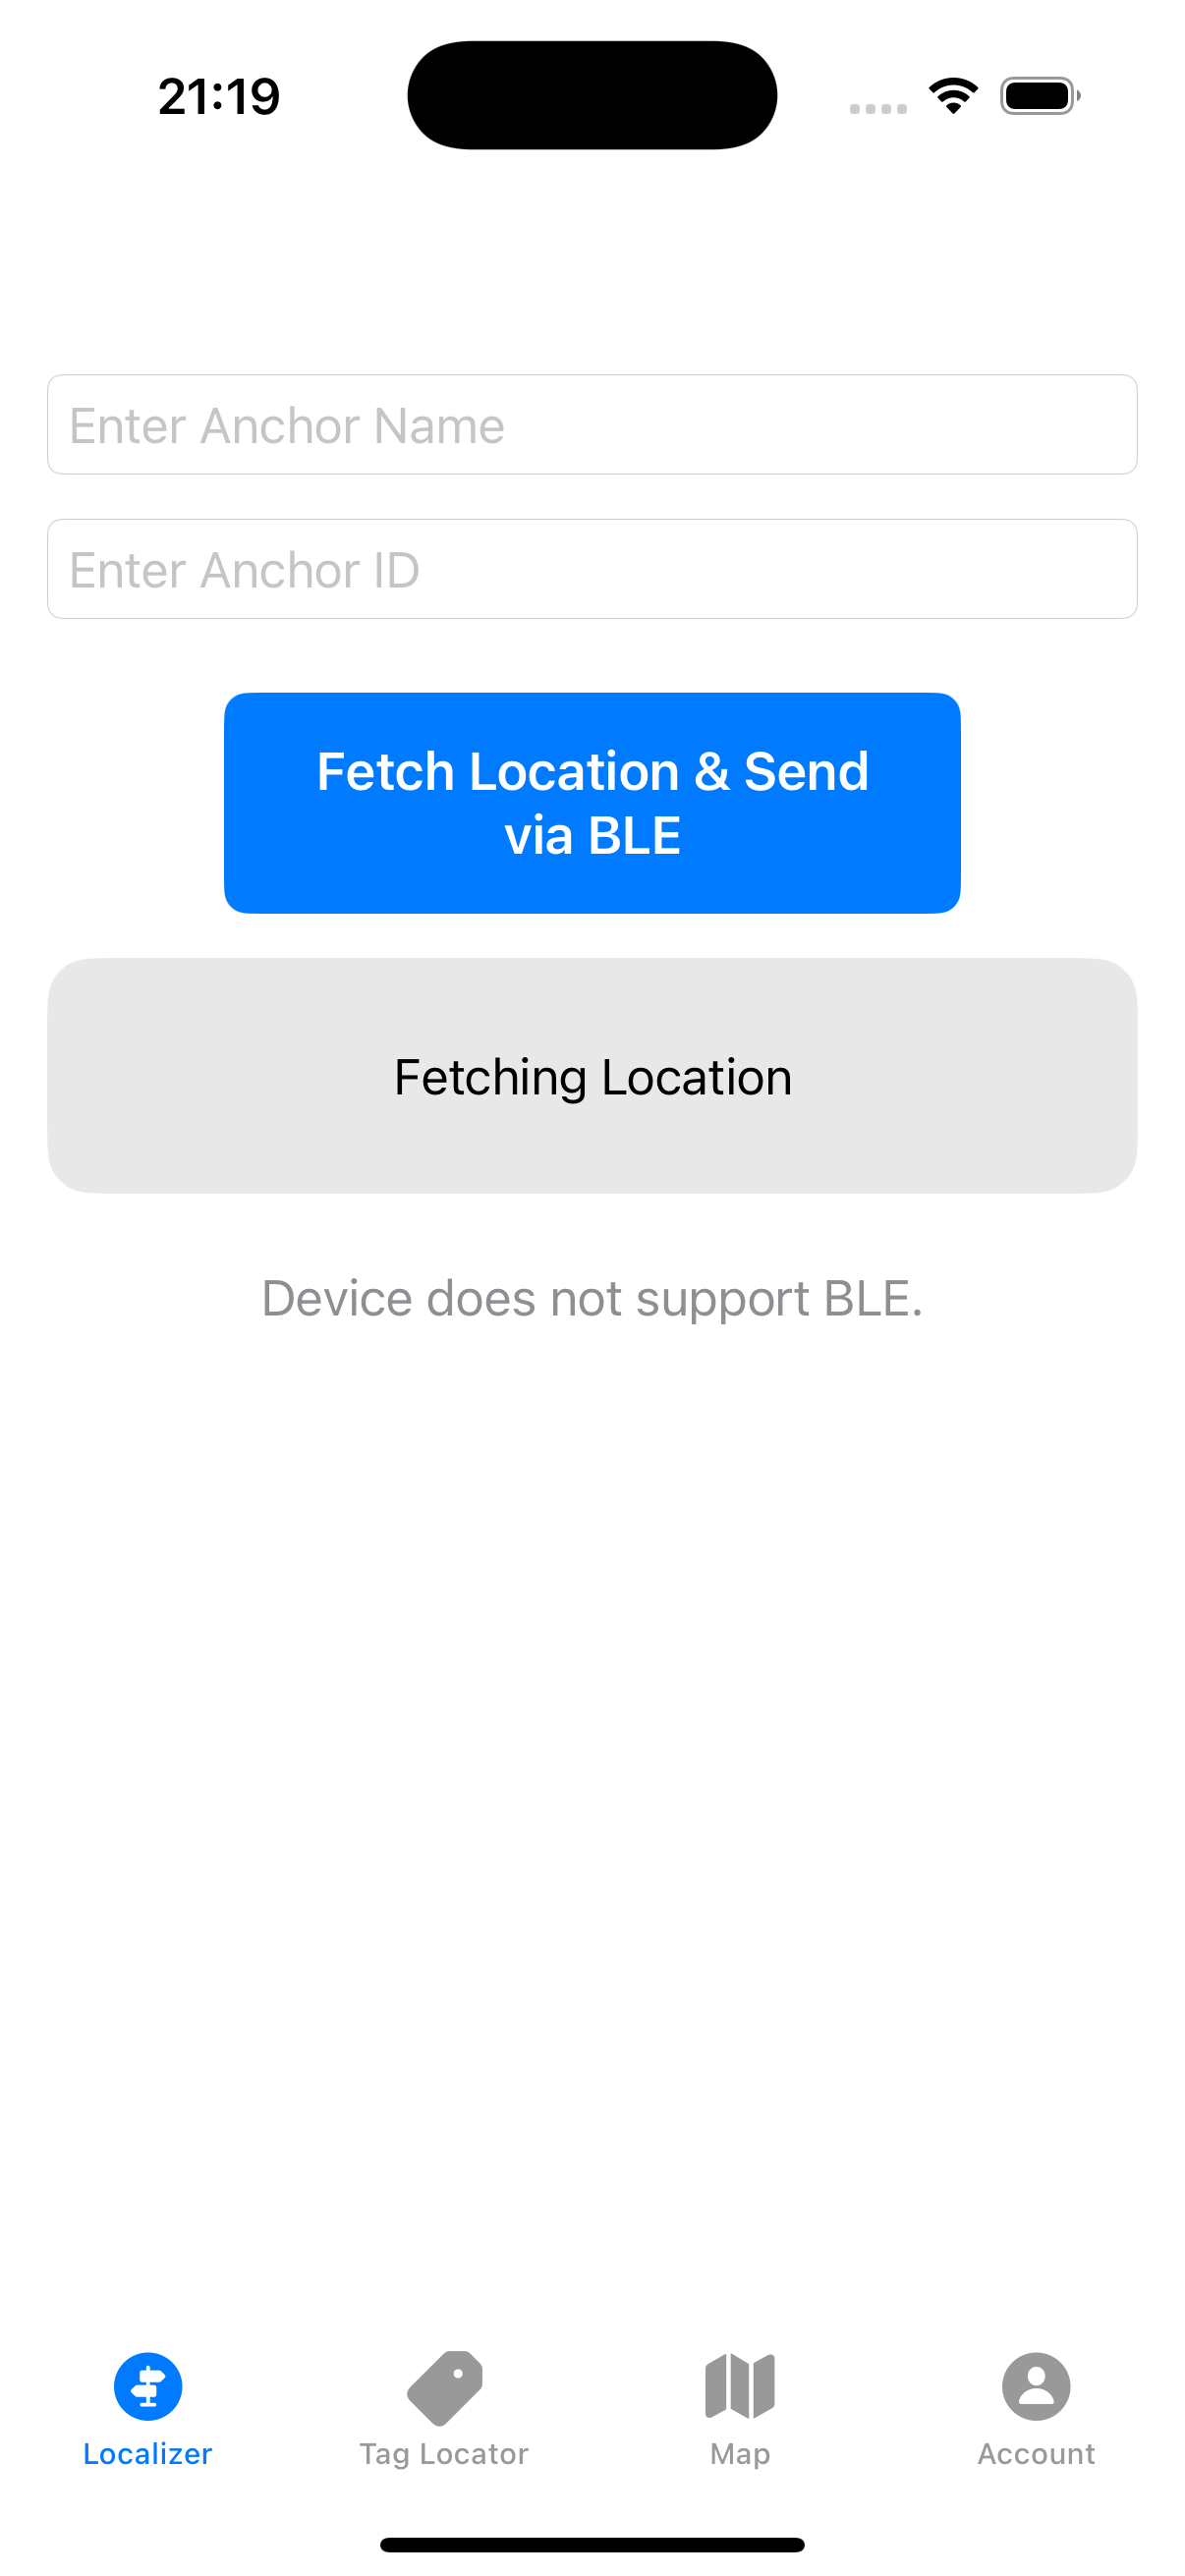 21:19
Enter Anchor Name
Enter Anchor ID
Fetch Location & Send
via BLE
Fetching Location
Device does not support BLE.
Localizer
Tag Locator
Map
Account